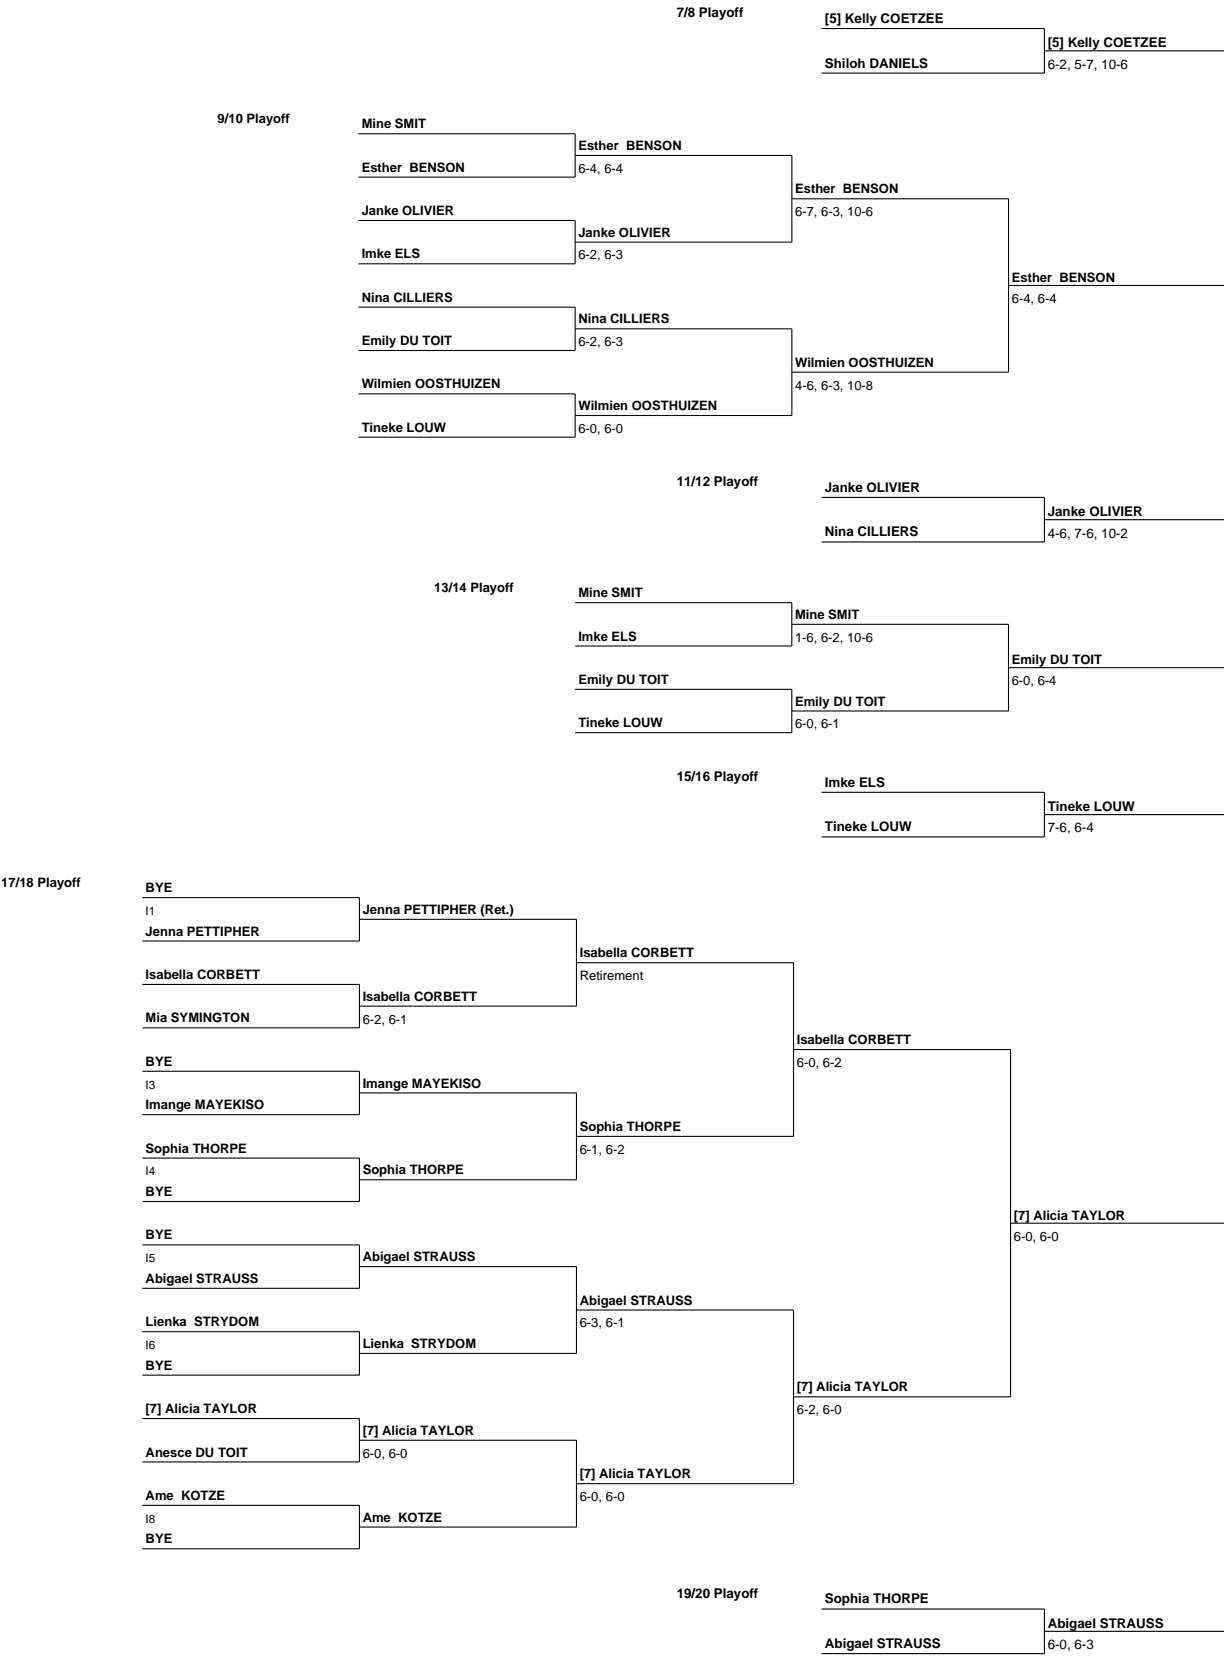 7/8 Playoff
[5] Kelly COETZEE
[5] Kelly COETZEE
Shiloh DANIELS
6-2, 5-7, 10-6
9/10 Playoff
Mine SMIT
Esther BENSON
Esther BENSON
6-4, 6-4
Esther BENSON
Janke OLIVIER
6-7, 6-3, 10-6
Janke OLIVIER
Imke ELS
6-2, 6-3
Esther BENSON
Nina CILLIERS
6-4, 6-4
Nina CILLIERS
Emily DU TOIT
6-2, 6-3
Wilmien OOSTHUIZEN
Wilmien OOSTHUIZEN
4-6, 6-3, 10-8
Wilmien OOSTHUIZEN
Tineke LOUW
6-0, 6-0
11/12 Playoff
Janke OLIVIER
Janke OLIVIER
Nina CILLIERS
4-6, 7-6, 10-2
13/14 Playoff
Mine SMIT
Mine SMIT
Imke ELS
1-6, 6-2, 10-6
Emily DU TOIT
Emily DU TOIT
6-0, 6-4
Emily DU TOIT
Tineke LOUW
6-0, 6-1
15/16 Playoff
Imke ELS
Tineke LOUW
Tineke LOUW
7-6, 6-4
17/18 Playoff
BYE
I1
Jenna PETTIPHER (Ret.)
Jenna PETTIPHER
Isabella CORBETT
Isabella CORBETT
Retirement
Isabella CORBETT
Mia SYMINGTON
6-2, 6-1
Isabella CORBETT
BYE
6-0, 6-2
I3
Imange MAYEKISO
Imange MAYEKISO
Sophia THORPE
Sophia THORPE
6-1, 6-2
I4
Sophia THORPE
BYE
[7] Alicia TAYLOR
BYE
6-0, 6-0
I5
Abigael STRAUSS
Abigael STRAUSS
Abigael STRAUSS
Lienka STRYDOM
6-3, 6-1
I6
Lienka STRYDOM
BYE
[7] Alicia TAYLOR
[7] Alicia TAYLOR
6-2, 6-0
[7] Alicia TAYLOR
Anesce DU TOIT
6-0, 6-0
[7] Alicia TAYLOR
Ame KOTZE
6-0, 6-0
I8
Ame KOTZE
BYE
19/20 Playoff
Sophia THORPE
Abigael STRAUSS
Abigael STRAUSS
6-0, 6-3